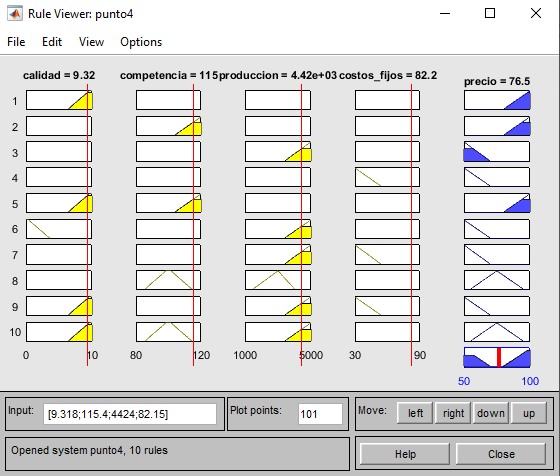 Rule Viewer: punto4
File Edit View Options
calidad = 9.32 competencia = 115 produccion = 4.42e+03 costos_fijos = 82.2 precio = 76.5
1
2
3
4
5
6
7
8
9
10
0 10 80 120 1000 5000 30 90
50 100
Input: [9.318;115.4;4424;82.15] Plot points: 101 Move: left right down up
Opened system punto4, 10 rules Help Close